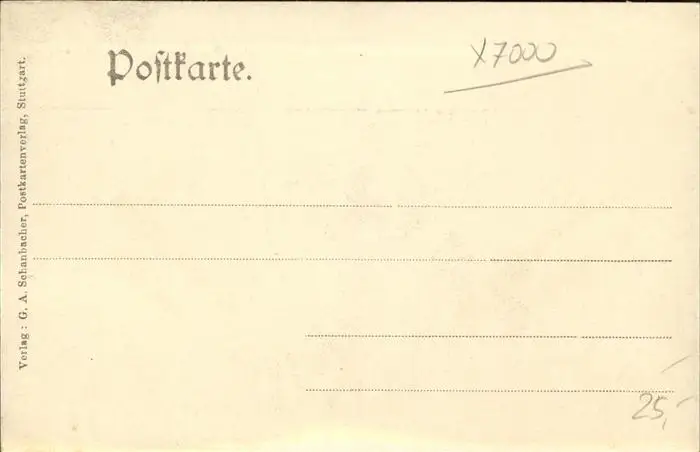 Postkarte.
X7000
Verlag: G. A. Schanbacher, Postkartenverlag, Stuttgart.
25,-